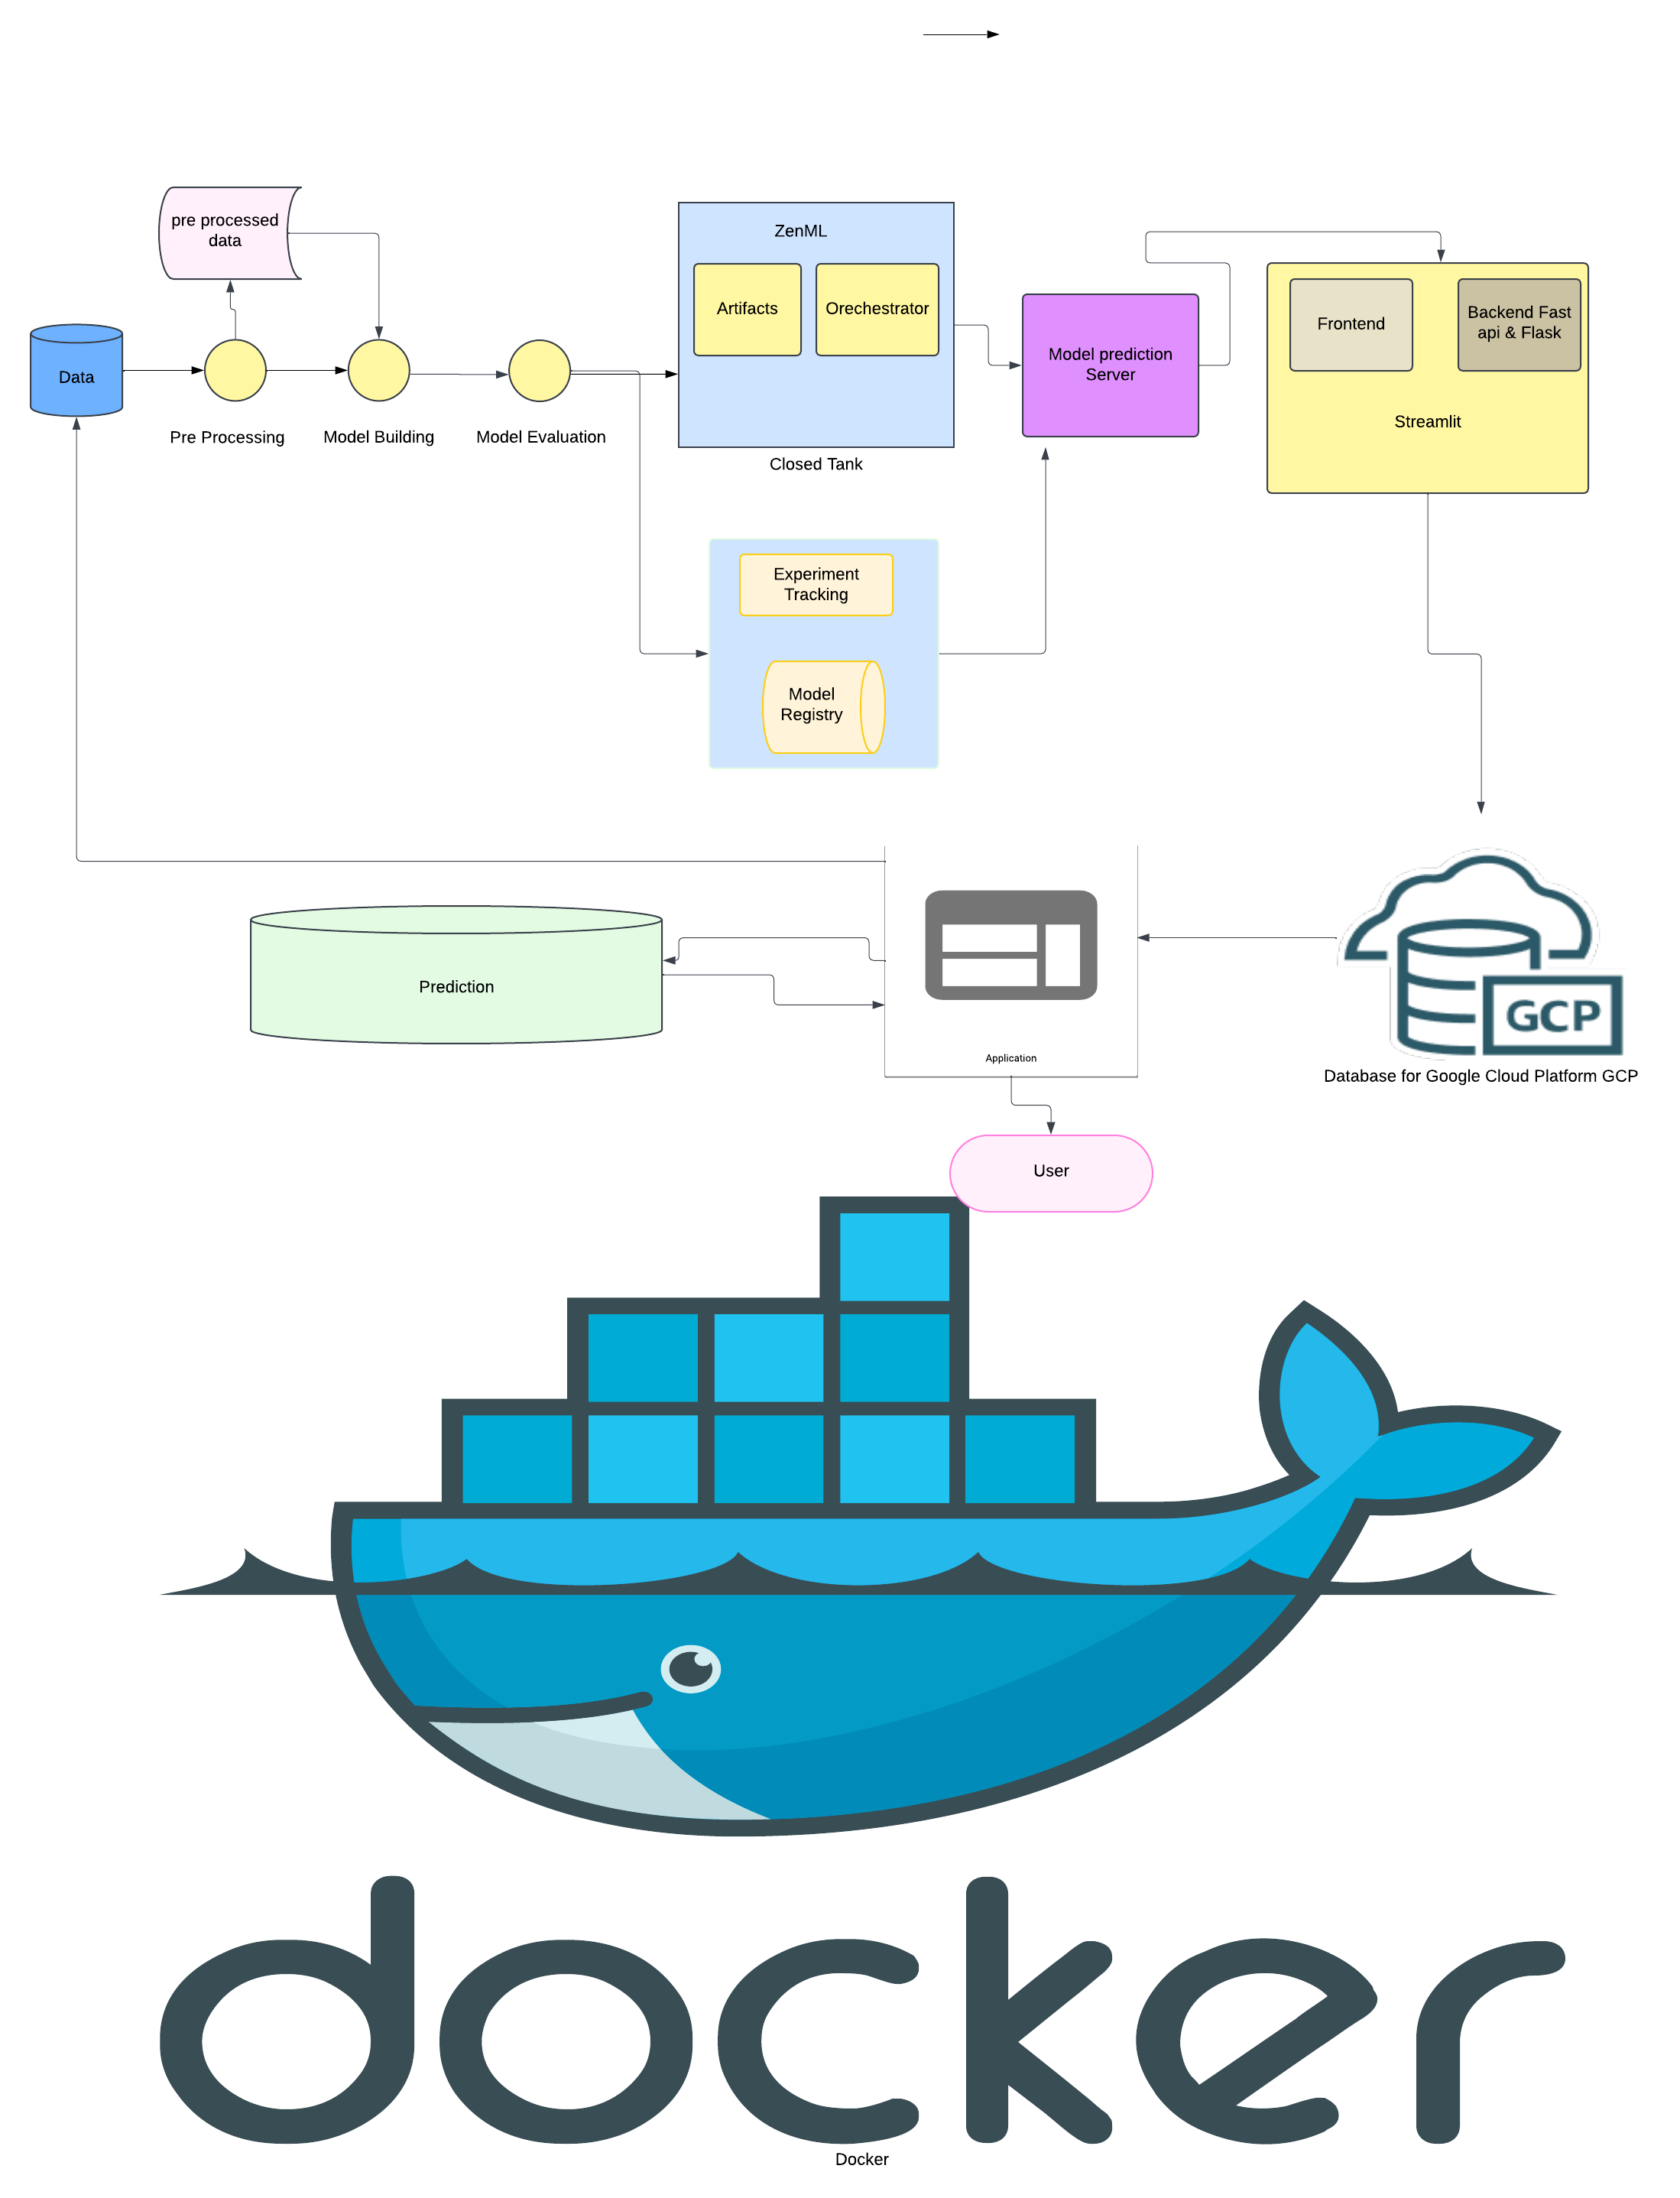 pre processed
data
ZenML
Artifacts
Orechestrator
Frontend
Backend Fast
api & Flask
Data
Model prediction
Server
Streamlit
Pre Processing
Model Building
Model Evaluation
Closed Tank
Experiment
Tracking
Model
Registry
Prediction
GCP
Application
Database for Google Cloud Platform GCP
User
docker
Docker